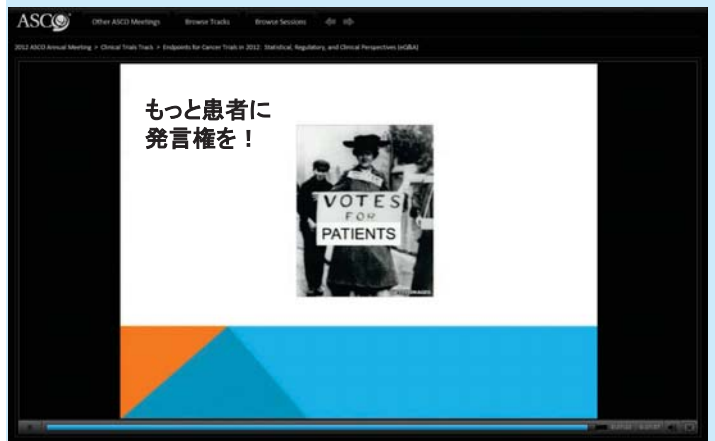 ASCO
Other ASCO Meetings Browse Tracks Browse Sessions
2012 ASCO Annual Meeting > Clinical Trials Track > Endpoints for Cancer Trials in 2012: Statistical, Regulatory, and Clinical Perspectives (eQ&A)
もっと患者に
発言権を！
VOTES
FOR
PATIENTS